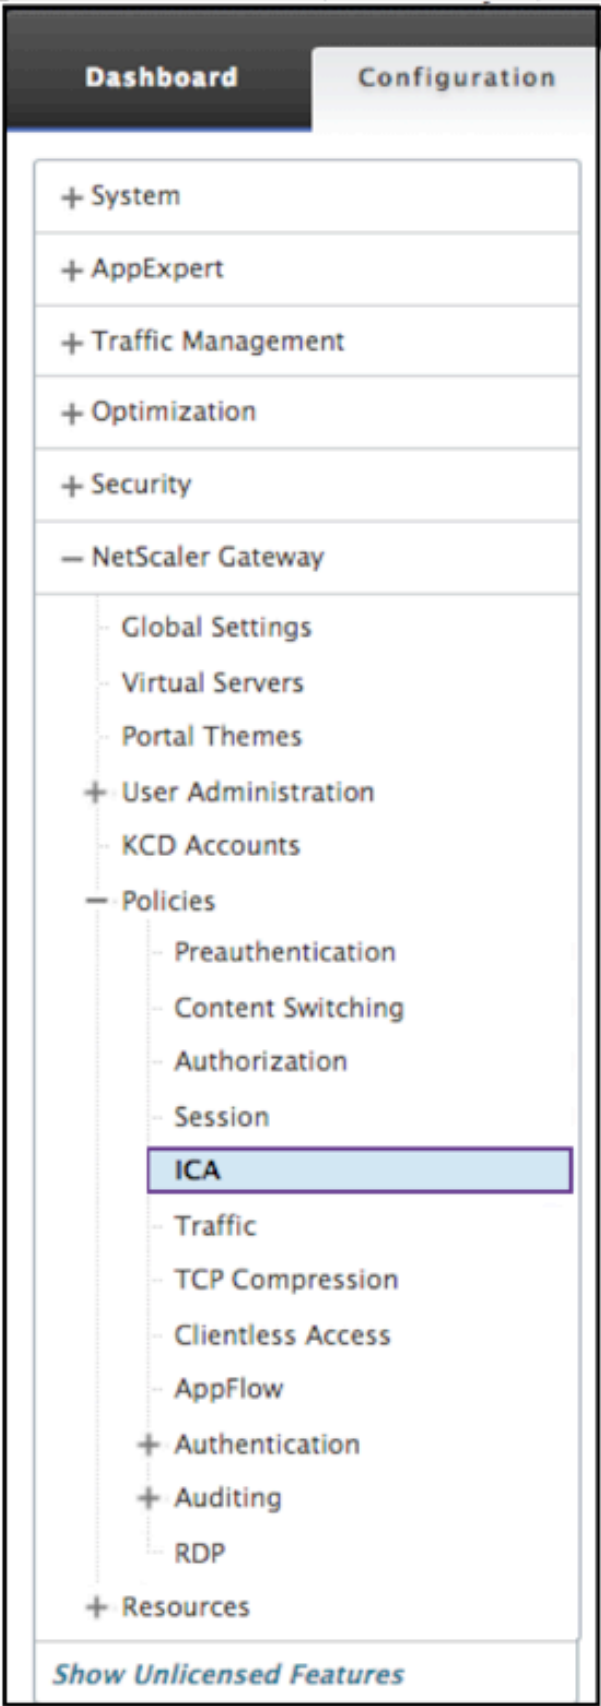 Dashboard Configuration
+ System
+ AppExpert
+ Traffic Management
+ Optimization
+ Security
— NetScaler Gateway
Global Settings
Virtual Servers
Portal Themes
+ User Administration
KCD Accounts
— Policies
Preauthentication
Content Switching
Authorization
Session
ICA
Traffic
TCP Compression
Clientless Access
AppFlow
+ Authentication
+ Auditing
RDP
+ Resources
Show Unlicensed Features